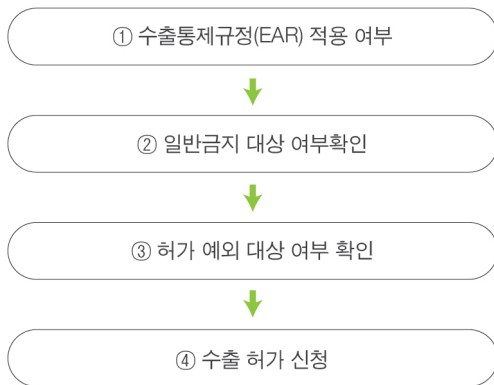 ① 수출통제규정(EAR) 적용 여부
② 일반금지 대상 여부확인
③ 허가 예외 대상 여부 확인
④ 수출 허가 신청